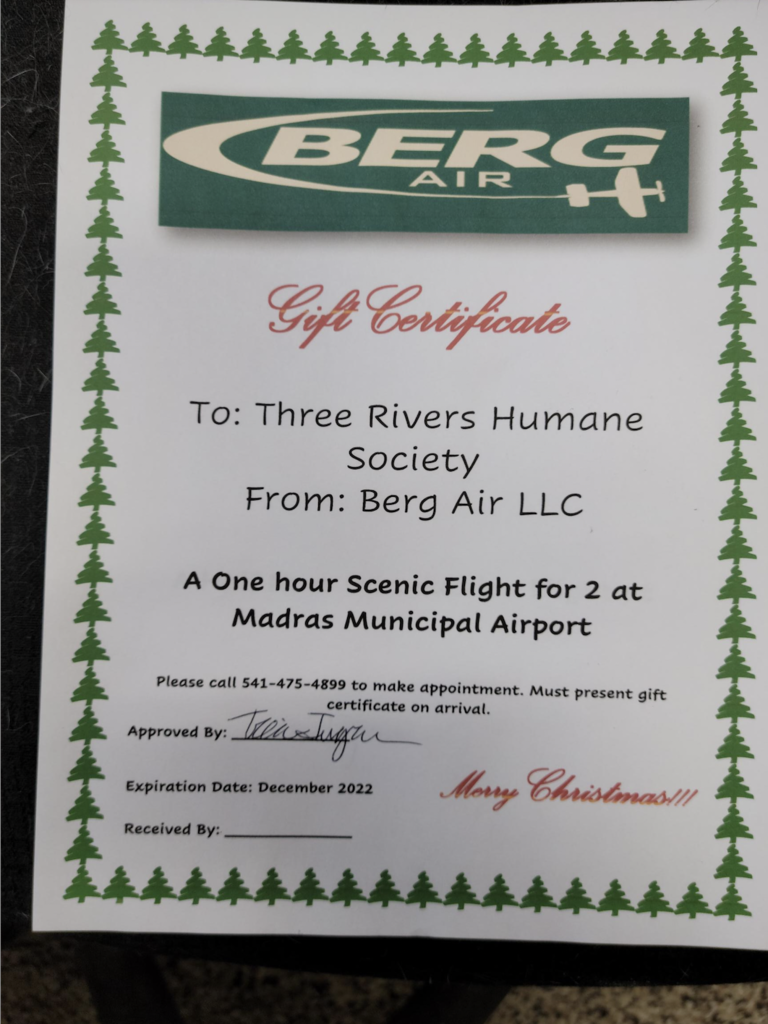 BERG
AIR
Gift Certificate
To: Three Rivers Humane
Society
From: Berg Air LLC
A One hour Scenic Flight for 2 at
Madras Municipal Airport
Please call 541-475-4899 to make appointment. Must present gift
certificate on arrival.
Approved By:
Expiration Date: December 2022
Merry Christmas!!!
Received By: